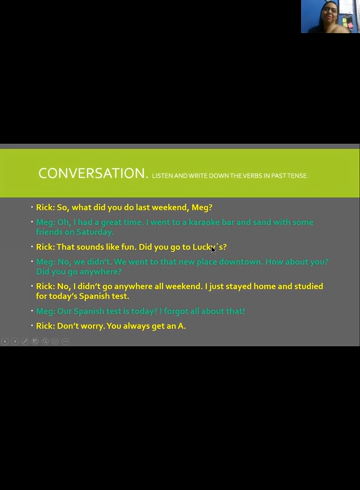 CONVERSATION. LISTEN AND WRITE DOWN THE VERBS IN PAST TENSE.
• Rick: So, what did you do last weekend, Meg?
• Meg: Oh, I had a great time. I went to a karaoke bar and sand with some
friends on Saturday.
• Rick: That sounds like fun. Did you go to Lucky´s?
• Meg: No, we didn't. We went to that new place downtown. How about you?
Did you go anywhere?
• Rick: No, I didn't go anywhere all weekend. I just stayed home and studied
for today's Spanish test.
• Meg: Our Spanish test is today? I forgot all about that!
• Rick: Don't worry. You always get an A.